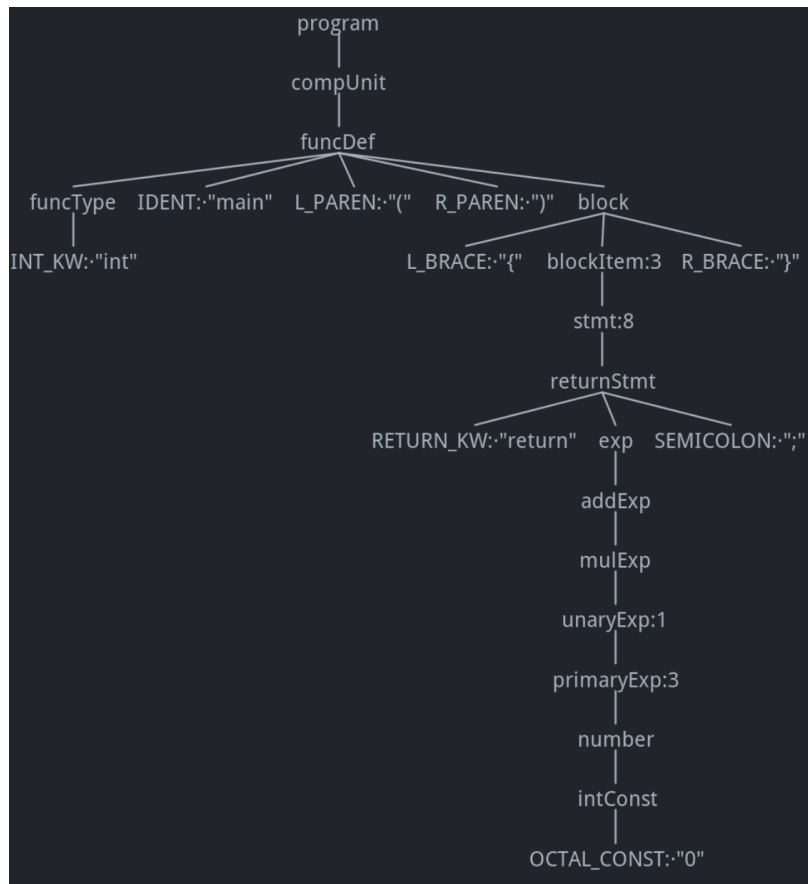 program
compUnit
funcDef
funcType IDENT:·"main" L_PAREN:·"(" R_PAREN:·")" block
INT_KW:·"int" L_BRACE:·"{" blockItem:3 R_BRACE:·"}"
stmt:8
returnStmt
RETURN_KW:·"return" exp SEMICOLON:·";"
addExp
mulExp
unaryExp:1
primaryExp:3
number
intConst
OCTAL_CONST:·"0"